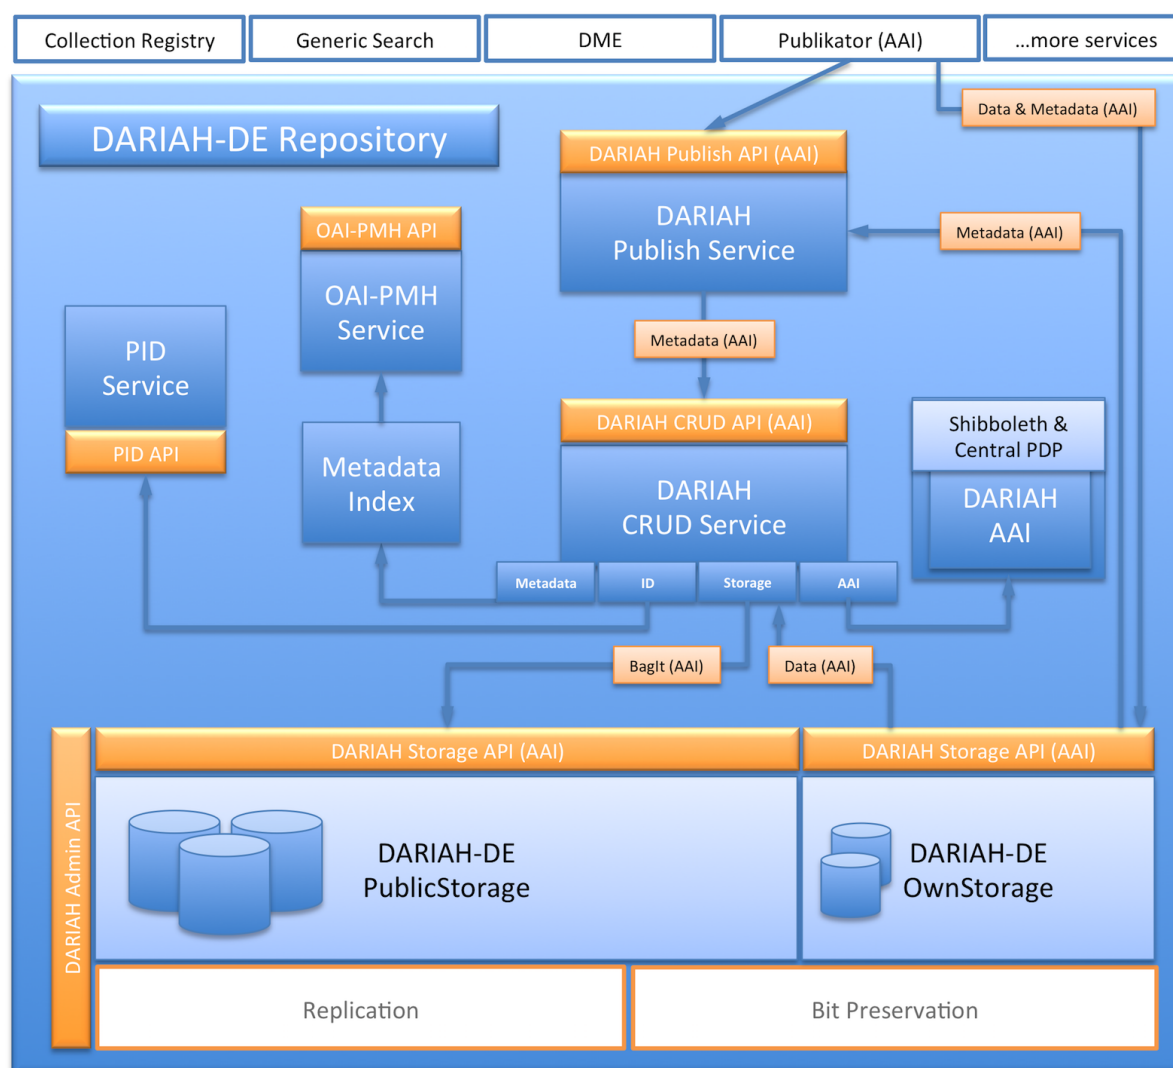 Collection Registry
Generic Search
DME
Publikator (AAI)
...more services
Data & Metadata (AAI)
DARIAH-DE Repository
DARIAH Publish API (AAI)
DARIAH
Publish Service
Metadata (AAI)
OAI-PMH API
OAI-PMH
Service
PID
Service
PID API
Metadata (AAI)
DARIAH CRUD API (AAI)
DARIAH
CRUD Service
Metadata
Index
Shibboleth &
Central PDP
DARIAH
AAI
Metadata
ID
Storage
AAI
BagIt (AAI)
Data (AAI)
DARIAH Storage API (AAI)
DARIAH Storage API (AAI)
DARIAH Admin API
DARIAH-DE
PublicStorage
DARIAH-DE
OwnStorage
Replication
Bit Preservation